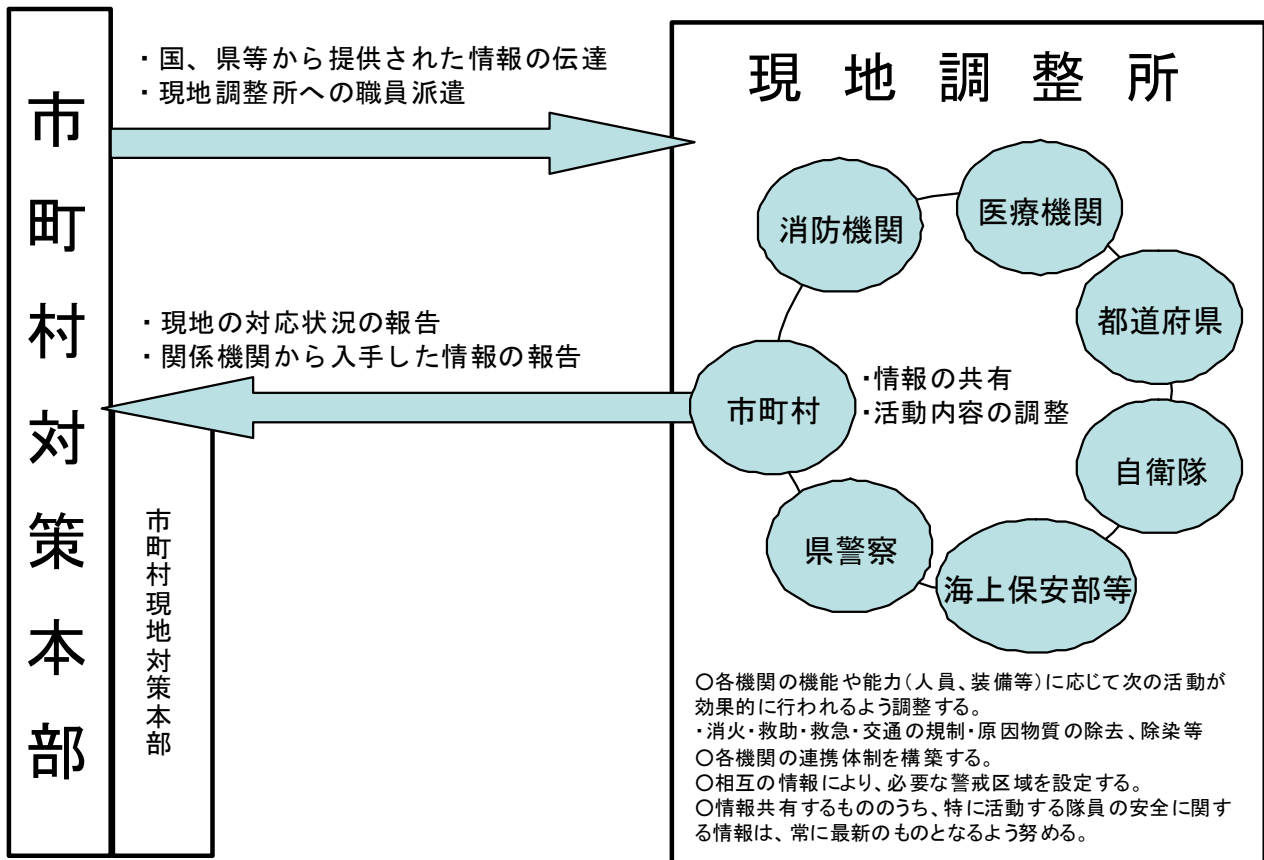 市町村対策本部
・国、県等から提供された情報の伝達
・現地調整所への職員派遣
・現地の対応状況の報告
・関係機関から入手した情報の報告
市町村現地対策本部
現地調整所
消防機関
医療機関
都道府県
自衛隊
海上保安部等
県警察
市町村
・情報の共有
・活動内容の調整
○各機関の機能や能力（人員、装備等）に応じて次の活動が
効果的に行われるよう調整する。
・消火・救助・救急・交通の規制・原因物質の除去、除染等
○各機関の連携体制を構築する。
○相互の情報により、必要な警戒区域を設定する。
○情報共有するもののうち、特に活動する隊員の安全に関す
る情報は、常に最新のものとなるよう努める。